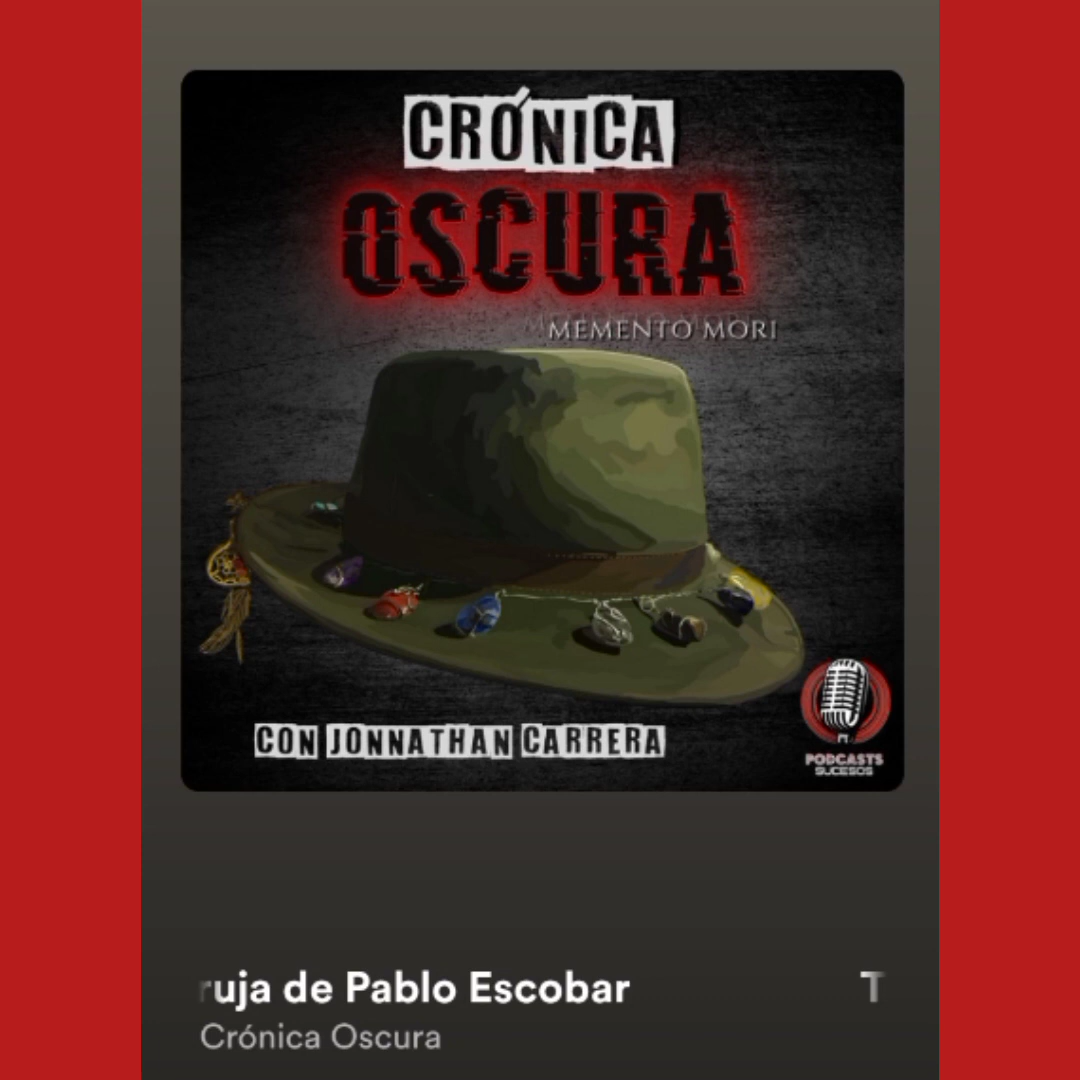 CRÓNICA
OSCURA
MEMENTO MORI
CON JONNATHAN CARRERA
PODCASTS
SUCESOS
ruja de Pablo Escobar T
Crónica Oscura